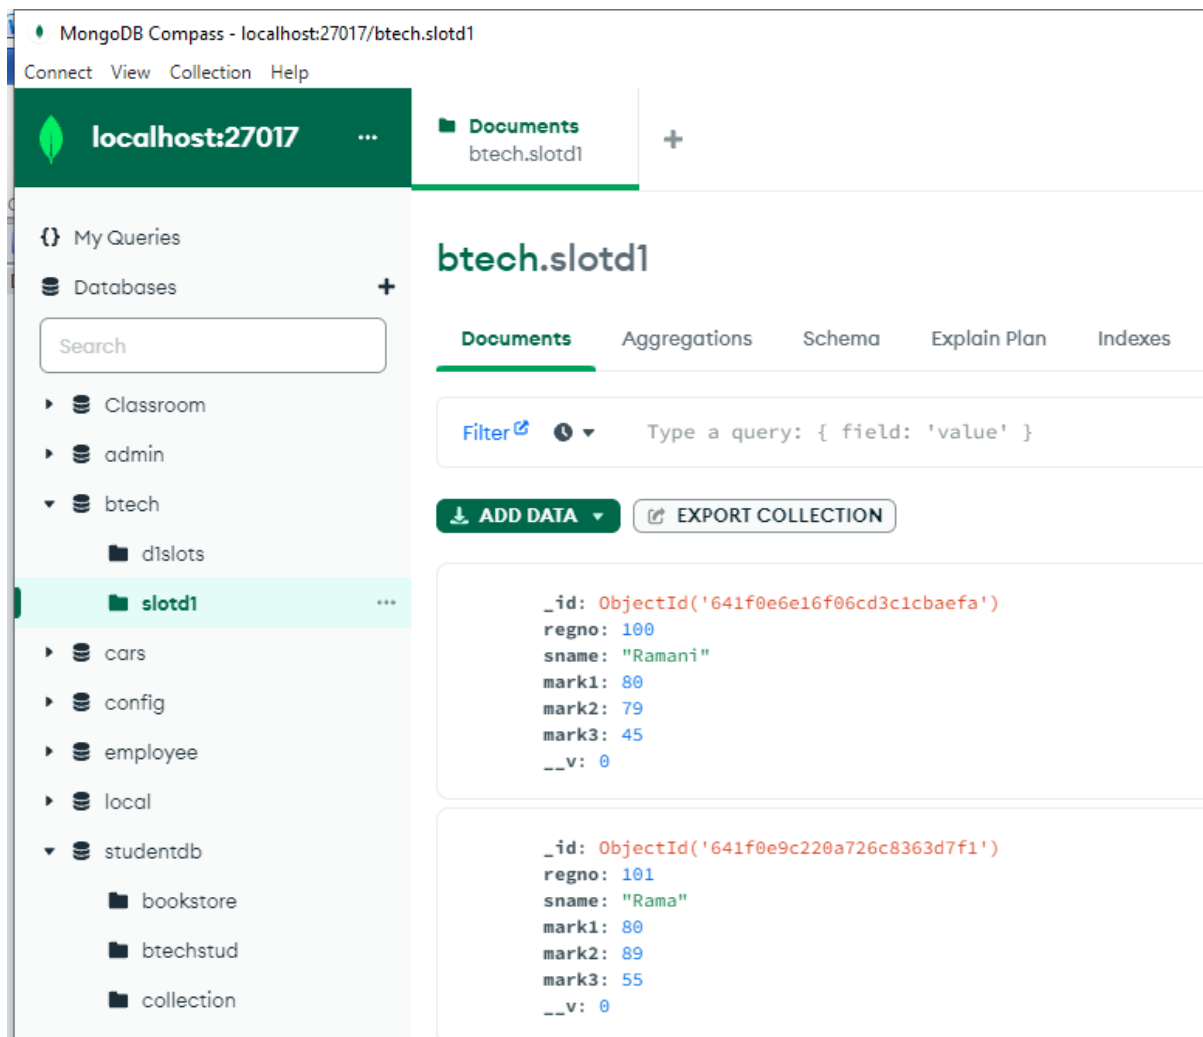 MongoDB Compass - localhost:27017/btech.slotd1
Connect View Collection Help
localhost:27017 ...
Documents
btech.slotd1
+
{} My Queries
Databases +
Search
Classroom
admin
btech
d1slots
slotd1 ...
cars
config
employee
local
studentdb
bookstore
btechstud
collection
btech.slotd1
Documents Aggregations Schema Explain Plan Indexes
Filter Type a query: { field: 'value' }
ADD DATA EXPORT COLLECTION
_id: ObjectId('641f0e6e16f06cd3c1cbaefa')
regno: 100
sname: "Ramani"
mark1: 80
mark2: 79
mark3: 45
__v: 0
_id: ObjectId('641f0e9c220a726c8363d7f1')
regno: 101
sname: "Rama"
mark1: 80
mark2: 89
mark3: 55
__v: 0